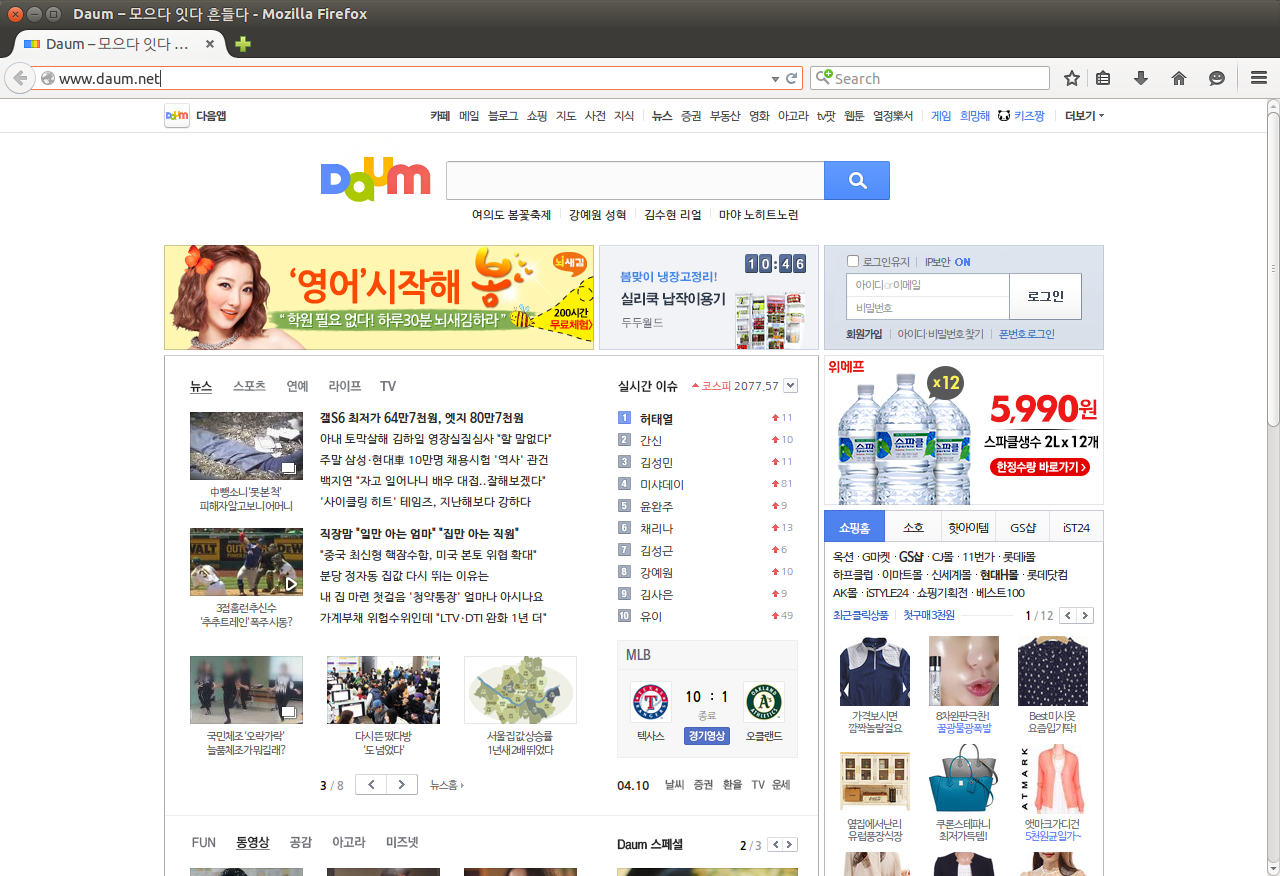 Daum – 모으다 잇다 흔들다 - Mozilla Firefox
Daum – 모으다 잇다 ...
www.daum.net
Search
Daum 다음앱
카페 메일 블로그 쇼핑 지도 사전 지식 뉴스 증권 부동산 영화 아고라 tv팟 웹툰 열정樂서 게임 희망해 키즈짱 더보기
Daum
여의도 봄꽃축제 강예원 성혁 김수현 리얼 마야 노히트노런
'영어'시작해 봄
뇌새김
"학원 필요 없다! 하루30분 뇌새김하라"
200시간
무료체험
10:46
봄맞이 냉장고정리!
실리쿡 납작이용기
두두월드
로그인유지 IP보안 ON
아이디☞이메일
비밀번호
로그인
회원가입 아이디·비밀번호 찾기 폰번호로그인
뉴스 스포츠 연예 라이프 TV
갤S6 최저가 64만7천원, 엣지 80만7천원
아내 토막살해 김하일 영장실질심사 "할 말없다"
주말 삼성·현대車 10만명 채용시험 '역사' 관건
백지연 "자고 일어나니 배우 대접..잘해보겠다"
'사이클링 히트' 테임즈, 지난해보다 강하다
中뺑소니 '못 본 척'
피해자 알고보니 어머니
직장맘 "일만 아는 엄마" "집만 아는 직원"
"중국 최신형 핵잠수함, 미국 본토 위협 확대"
분당 정자동 집값 다시 뛰는 이유는
내 집 마련 첫걸음 '청약통장' 얼마나 아시나요
가계부채 위험수위인데 "LTV·DTI 완화 1년 더"
3점홈런 추신수
'추추트레인' 폭주시동?
국민체조 '오락가락'
늘품체조가 뭐길래?
다시 뜬 떴다방
'도 넘었다'
서울 집값 상승률
1년새 2배 뛰었다
3 / 8
뉴스홈
실시간 이슈 코스피 2077.57
1 허태열 11
2 간신 10
3 김성민 11
4 미샤데이 81
5 윤완주 9
6 채리나 13
7 김성근 6
8 강예원 10
9 김사은 9
10 유이 49
MLB
10 : 1
종료
텍사스 경기영상 오클랜드
04.10 날씨 증권 환율 TV 운세
위메프
x12
5,990원
스파클생수 2L x 12개
한정수량 바로가기
스파클
쇼핑홈 소호 핫아이템 GS샵 iST24
옥션 · G마켓 · GS샵 · CJ몰 · 11번가 · 롯데i몰
하프클럽 · 이마트몰 · 신세계몰 · 현대H몰 · 롯데닷컴
AK몰 · iSTYLE24 · 쇼핑기획전 · 베스트100
최근클릭상품 첫구매3천원 1 / 12
가격보시면
깜짝놀랄걸요
8차완판극찬!
꿀광물광폭발
Best 미시옷
요즘입기딱!
옆집에서난리
유럽풍장식장
쿠론스테파니
최저가득템!
ATMARK
앳마크가디건
5천원균일가~
FUN 동영상 공감 아고라 미즈넷
Daum 스페셜 2 / 3